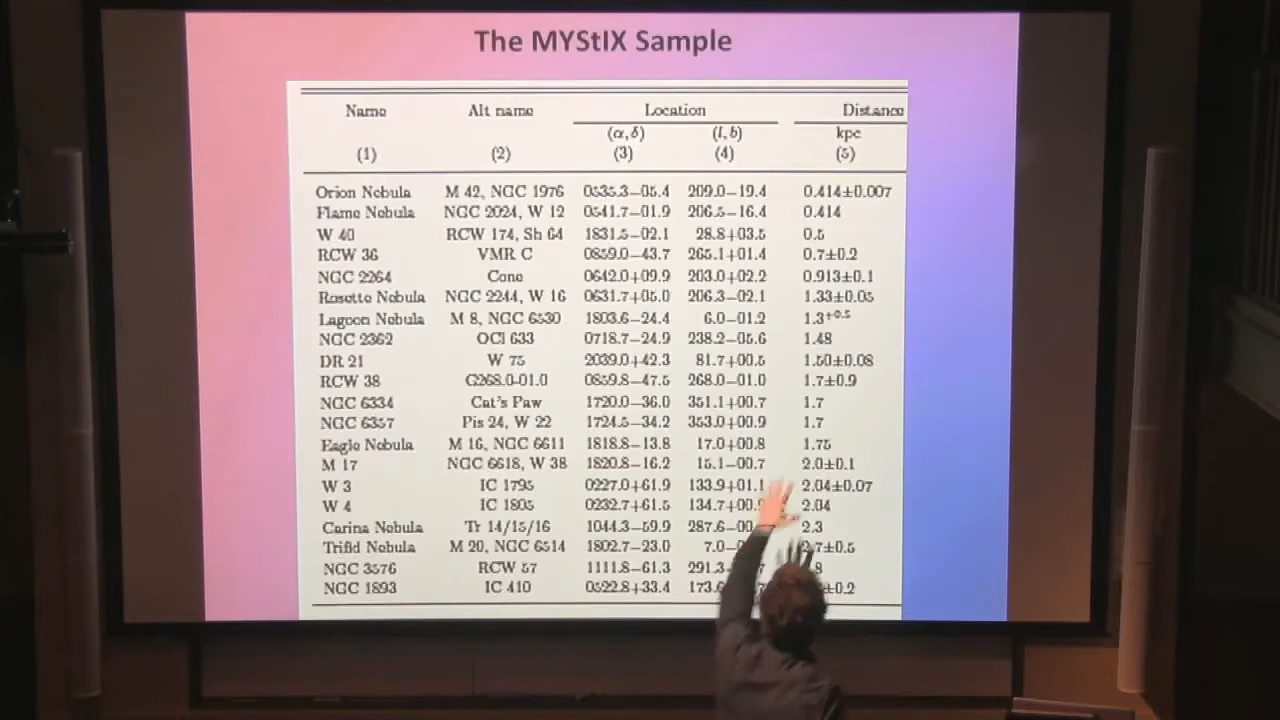 The MYStIX Sample
Name Alt name Location Distance
(α,δ) (l,b) kpc
(1) (2) (3) (4) (5)
Orion Nebula M 42, NGC 1976 0535.3−05.4 209.0−19.4 0.414±0.007
Flame Nebula NGC 2024, W 12 0541.7−01.9 206.5−16.4 0.414
W 40 RCW 174, Sh 64 1831.5−02.1 28.8+03.5 0.5
RCW 36 VMR C 0859.0−43.7 265.1+01.4 0.7±0.2
NGC 2264 Cone 0642.0+09.9 203.0+02.2 0.913±0.1
Rosette Nebula NGC 2244, W 16 0631.7+05.0 206.3−02.1 1.33±0.05
Lagoon Nebula M 8, NGC 6530 1803.6−24.4 6.0−01.2 1.3+0.5
NGC 2362 OCl 633 0718.7−24.9 238.2−05.6 1.48
DR 21 W 75 2039.0+42.3 81.7+00.5 1.50±0.08
RCW 38 G268.0-01.0 0859.8−47.5 268.0−01.0 1.7±0.9
NGC 6334 Cat's Paw 1720.0−36.0 351.1+00.7 1.7
NGC 6357 Pis 24, W 22 1724.5−34.2 353.0+00.9 1.7
Eagle Nebula M 16, NGC 6611 1818.8−13.8 17.0+00.8 1.75
M 17 NGC 6618, W 38 1820.8−16.2 15.1−00.7 2.0±0.1
W 3 IC 1795 0227.0+61.9 133.9+01.1 2.04±0.07
W 4 IC 1805 0232.7+61.5 2.04
Carina Nebula Tr 14/15/16 1044.3−59.9 2.3
Trifid Nebula M 20, NGC 6514 1802.7−23.0
NGC 3576 RCW 57 1111.8−61.3
NGC 1893 IC 410 0522.8+33.4